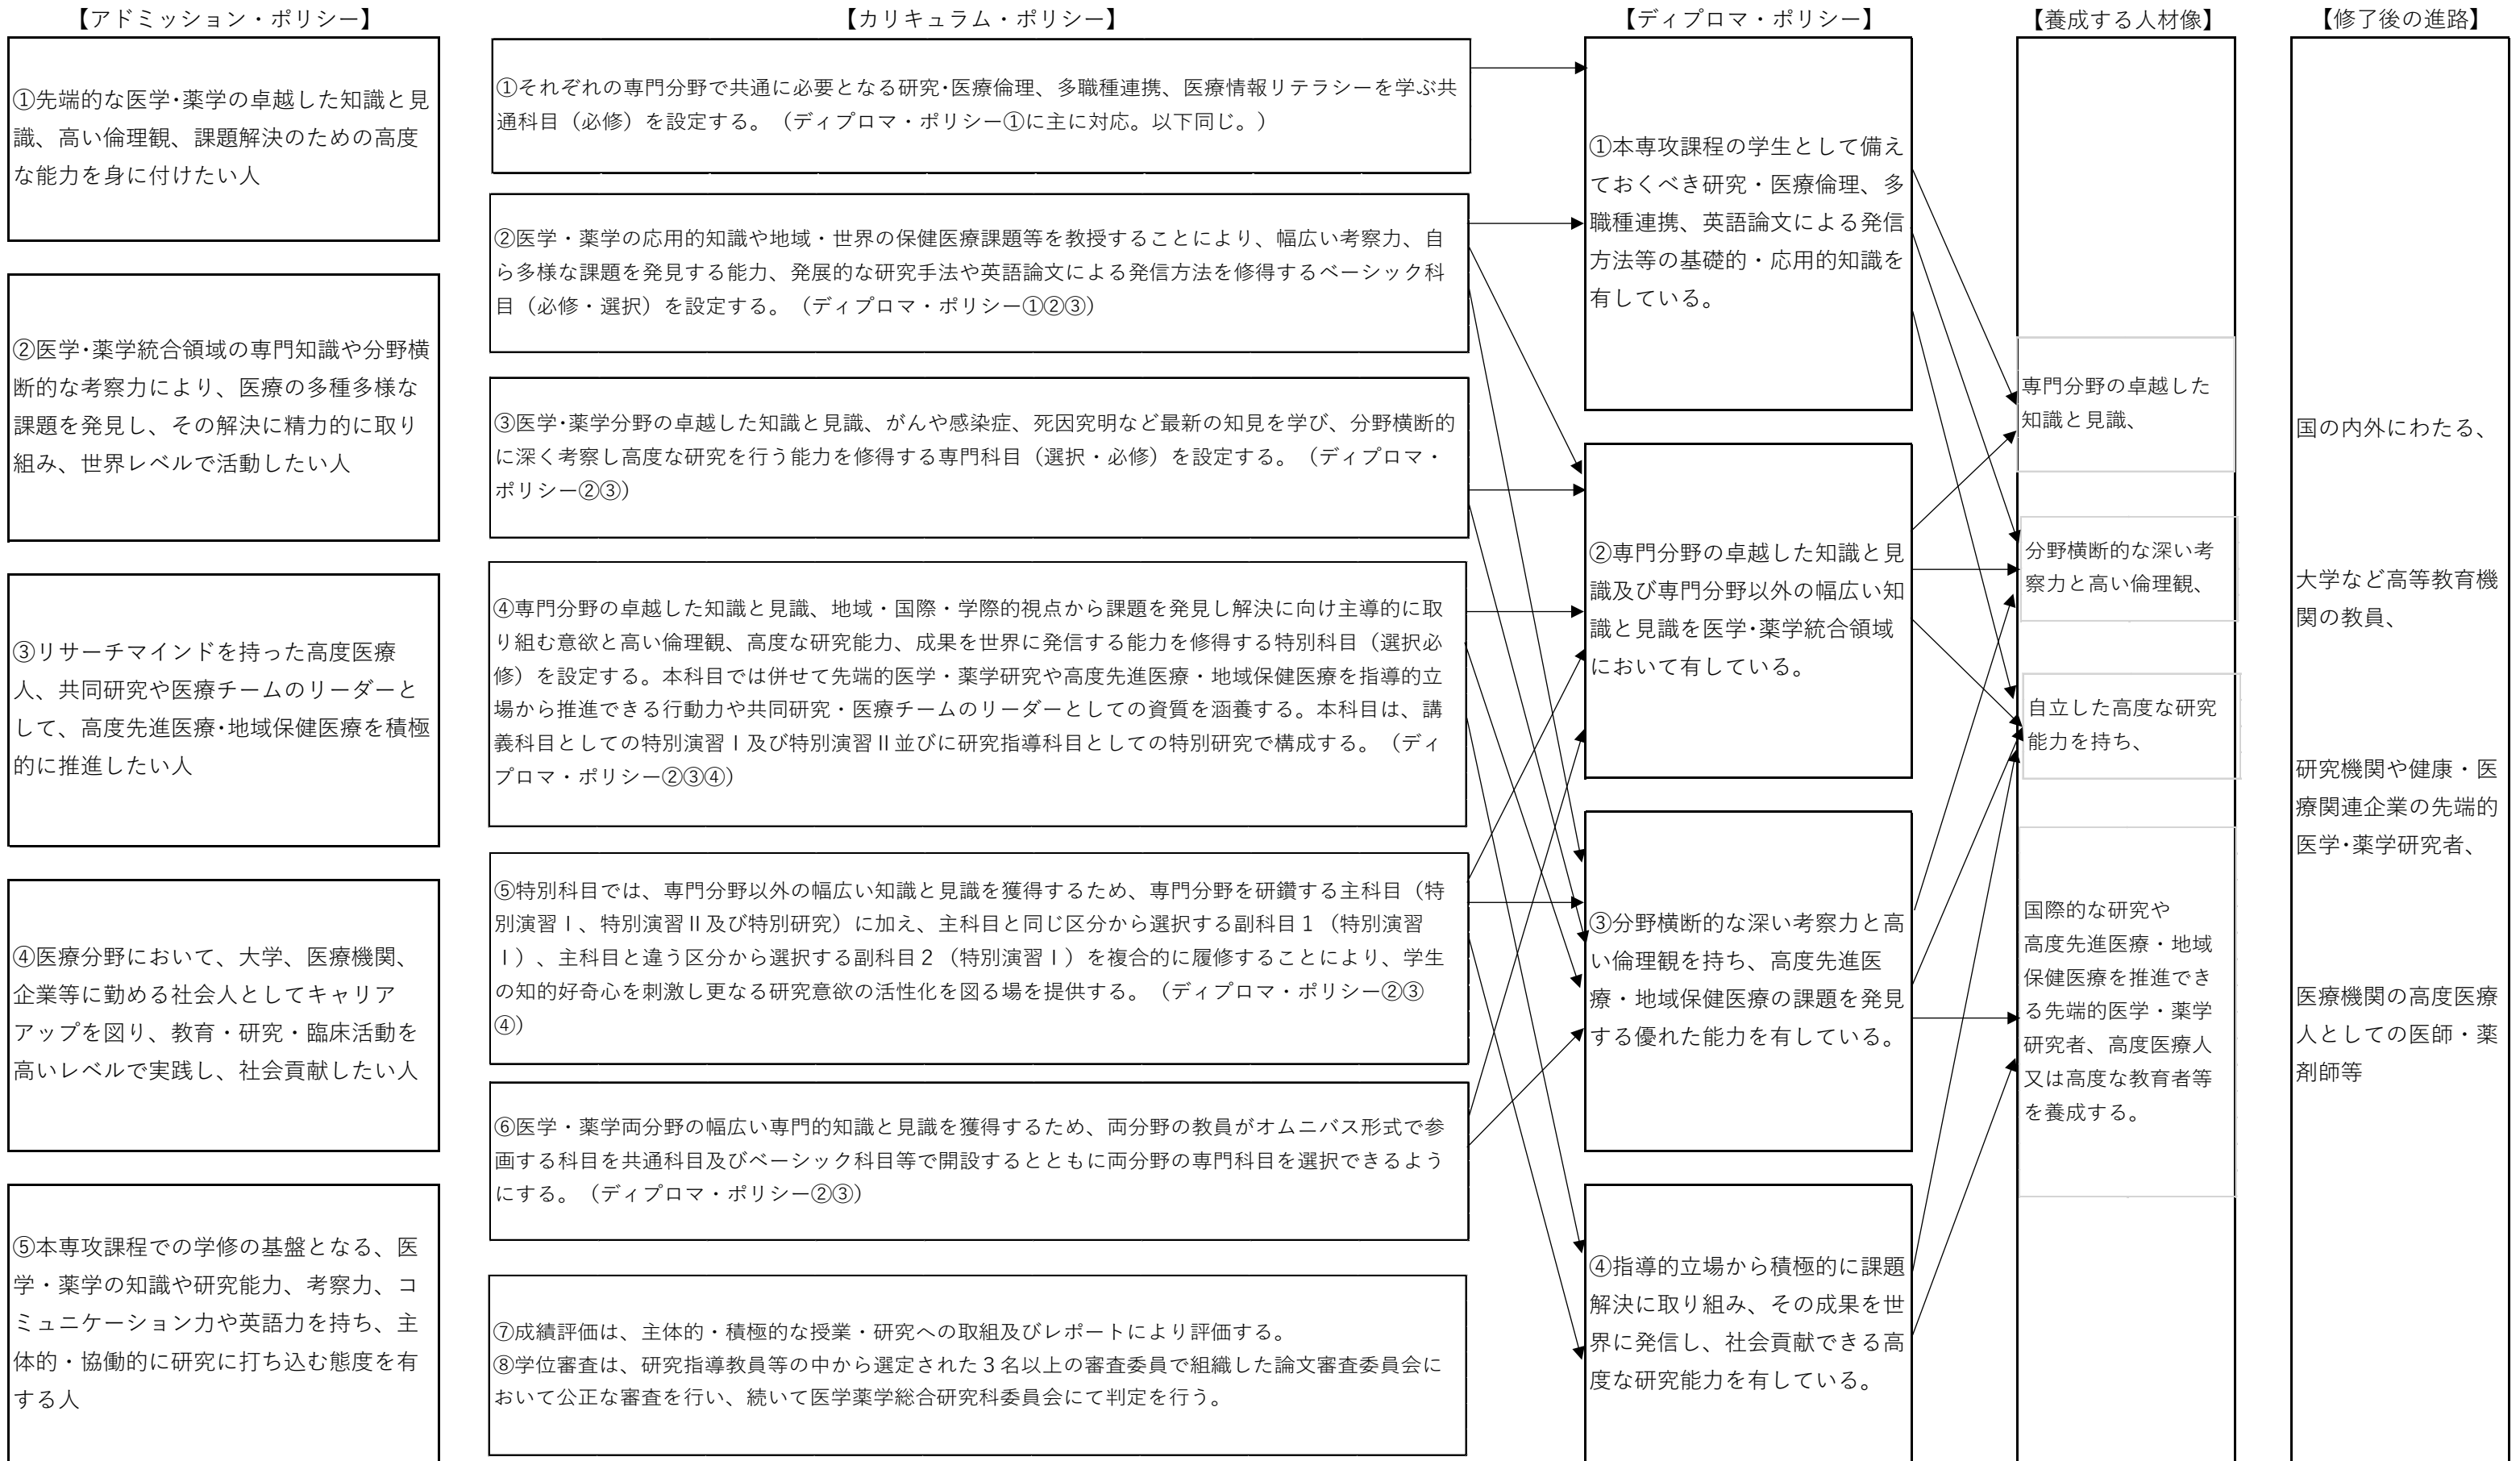 【アドミッション・ポリシー】
①先端的な医学･薬学の卓越した知識と見
識、高い倫理観、課題解決のための高度
な能力を身に付けたい人
②医学･薬学統合領域の専門知識や分野横
断的な考察力により、医療の多種多様な
課題を発見し、その解決に精力的に取り
組み、世界レベルで活動したい人
③リサーチマインドを持った高度医療
人、共同研究や医療チームのリーダーと
して、高度先進医療･地域保健医療を積極
的に推進したい人
④医療分野において、大学、医療機関、
企業等に勤める社会人としてキャリア
アップを図り、教育・研究・臨床活動を
高いレベルで実践し、社会貢献したい人
⑤本専攻課程での学修の基盤となる、医
学・薬学の知識や研究能力、考察力、コ
ミュニケーション力や英語力を持ち、主
体的・協働的に研究に打ち込む態度を有
する人
【カリキュラム・ポリシー】
①それぞれの専門分野で共通に必要となる研究･医療倫理、多職種連携、医療情報リテラシーを学ぶ共
通科目（必修）を設定する。（ディプロマ・ポリシー①に主に対応。以下同じ。）
②医学・薬学の応用的知識や地域・世界の保健医療課題等を教授することにより、幅広い考察力、自
ら多様な課題を発見する能力、発展的な研究手法や英語論文による発信方法を修得するベーシック科
目（必修・選択）を設定する。（ディプロマ・ポリシー①②③）
③医学･薬学分野の卓越した知識と見識、がんや感染症、死因究明など最新の知見を学び、分野横断的
に深く考察し高度な研究を行う能力を修得する専門科目（選択・必修）を設定する。（ディプロマ・
ポリシー②③）
④専門分野の卓越した知識と見識、地域・国際・学際的視点から課題を発見し解決に向け主導的に取
り組む意欲と高い倫理観、高度な研究能力、成果を世界に発信する能力を修得する特別科目（選択必
修）を設定する。本科目では併せて先端的医学・薬学研究や高度先進医療・地域保健医療を指導的立
場から推進できる行動力や共同研究・医療チームのリーダーとしての資質を涵養する。本科目は、講
義科目としての特別演習Ⅰ及び特別演習Ⅱ並びに研究指導科目としての特別研究で構成する。（ディ
プロマ・ポリシー②③④）
⑤特別科目では、専門分野以外の幅広い知識と見識を獲得するため、専門分野を研鑽する主科目（特
別演習Ⅰ、特別演習Ⅱ及び特別研究）に加え、主科目と同じ区分から選択する副科目１（特別演習
Ⅰ）、主科目と違う区分から選択する副科目２（特別演習Ⅰ）を複合的に履修することにより、学生
の知的好奇心を刺激し更なる研究意欲の活性化を図る場を提供する。（ディプロマ・ポリシー②③
④）
⑥医学・薬学両分野の幅広い専門的知識と見識を獲得するため、両分野の教員がオムニバス形式で参
画する科目を共通科目及びベーシック科目等で開設するとともに両分野の専門科目を選択できるよう
にする。（ディプロマ・ポリシー②③）
⑦成績評価は、主体的・積極的な授業・研究への取組及びレポートにより評価する。
⑧学位審査は、研究指導教員等の中から選定された３名以上の審査委員で組織した論文審査委員会に
おいて公正な審査を行い、続いて医学薬学総合研究科委員会にて判定を行う。
【ディプロマ・ポリシー】
①本専攻課程の学生として備え
ておくべき研究・医療倫理、多
職種連携、英語論文による発信
方法等の基礎的・応用的知識を
有している。
②専門分野の卓越した知識と見
識及び専門分野以外の幅広い知
識と見識を医学･薬学統合領域
において有している。
③分野横断的な深い考察力と高
い倫理観を持ち、高度先進医
療・地域保健医療の課題を発見
する優れた能力を有している。
④指導的立場から積極的に課題
解決に取り組み、その成果を世
界に発信し、社会貢献できる高
度な研究能力を有している。
【養成する人材像】
専門分野の卓越した
知識と見識、
分野横断的な深い考
察力と高い倫理観、
自立した高度な研究
能力を持ち、
国際的な研究や
高度先進医療・地域
保健医療を推進でき
る先端的医学・薬学
研究者、高度医療人
又は高度な教育者等
を養成する。
【修了後の進路】
国の内外にわたる、
大学など高等教育機
関の教員、
研究機関や健康・医
療関連企業の先端的
医学･薬学研究者、
医療機関の高度医療
人としての医師・薬
剤師等